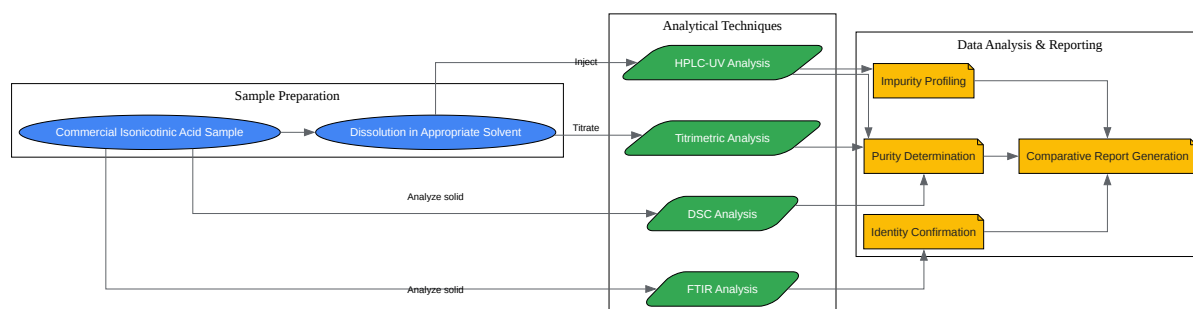 Analytical Techniques
Data Analysis & Reporting
Inject
HPLC-UV Analysis
Impurity Profiling
Sample Preparation
Commercial Isonicotinic Acid Sample
Dissolution in Appropriate Solvent
Titrate
Titrimetric Analysis
Purity Determination
Comparative Report Generation
Analyze solid
DSC Analysis
Identity Confirmation
Analyze solid
FTIR Analysis